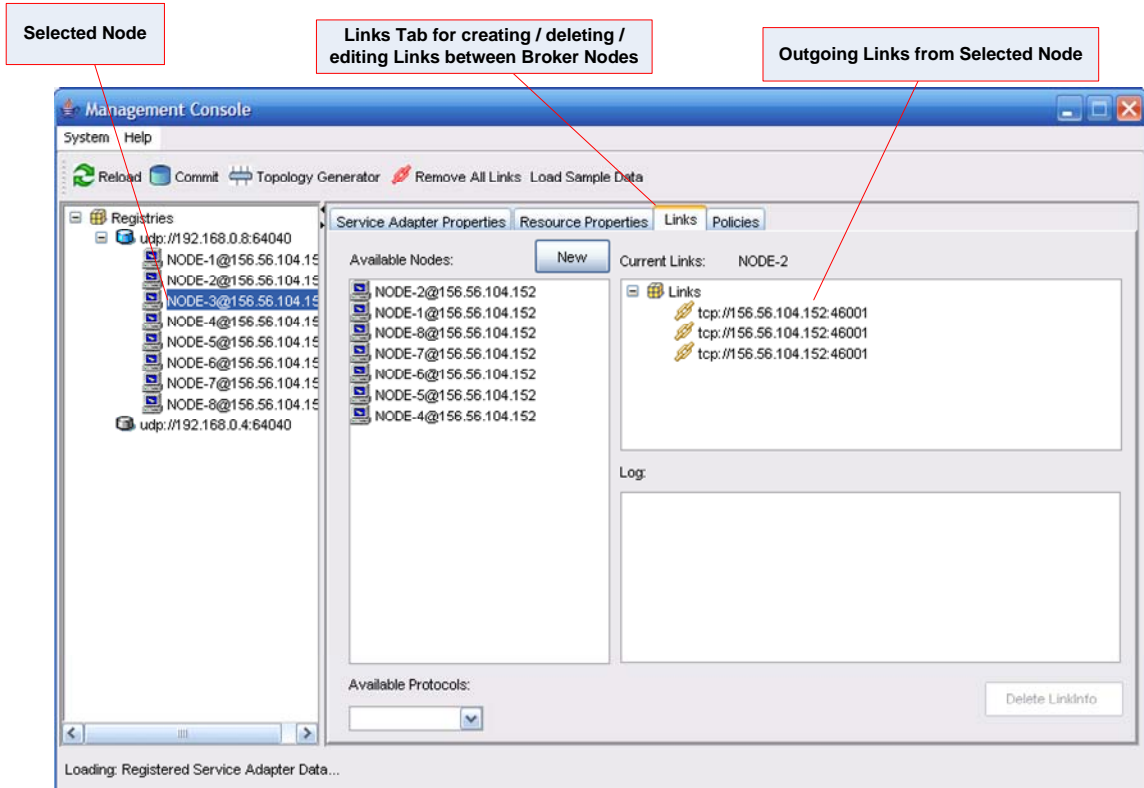 Selected Node
Links Tab for creating / deleting /
editing Links between Broker Nodes
Outgoing Links from Selected Node
Management Console
System Help
Reload Commit Topology Generator Remove All Links Load Sample Data
Registries
udp://192.168.0.8:64040
NODE-1@156.56.104.15
NODE-2@156.56.104.15
NODE-3@156.56.104.15
NODE-4@156.56.104.15
NODE-5@156.56.104.15
NODE-6@156.56.104.15
NODE-7@156.56.104.15
NODE-8@156.56.104.15
udp://192.168.0.4:64040
Service Adapter Properties Resource Properties Links Policies
Available Nodes: New
NODE-2@156.56.104.152
NODE-1@156.56.104.152
NODE-8@156.56.104.152
NODE-7@156.56.104.152
NODE-6@156.56.104.152
NODE-5@156.56.104.152
NODE-4@156.56.104.152
Available Protocols:
Current Links: NODE-2
Links
tcp://156.56.104.152:46001
tcp://156.56.104.152:46001
tcp://156.56.104.152:46001
Log:
Delete LinkInfo
Loading: Registered Service Adapter Data...